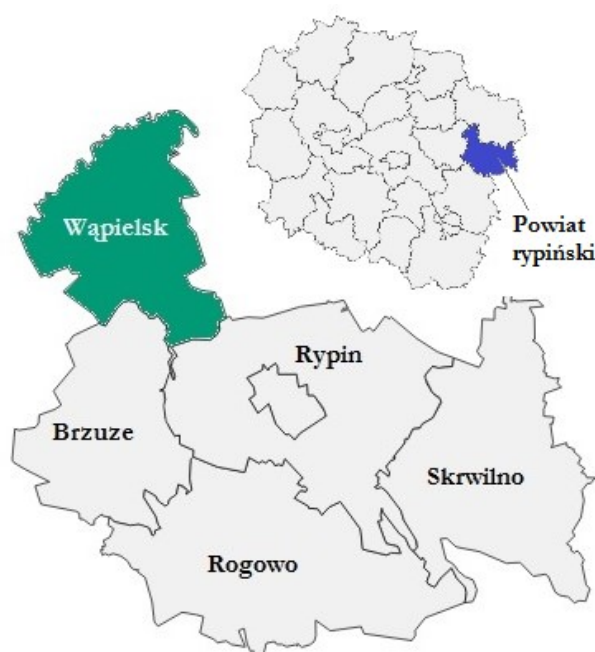 Wąpielsk
Powiat
rypiński
Rypin
Brzuze
Skrwilno
Rogowo